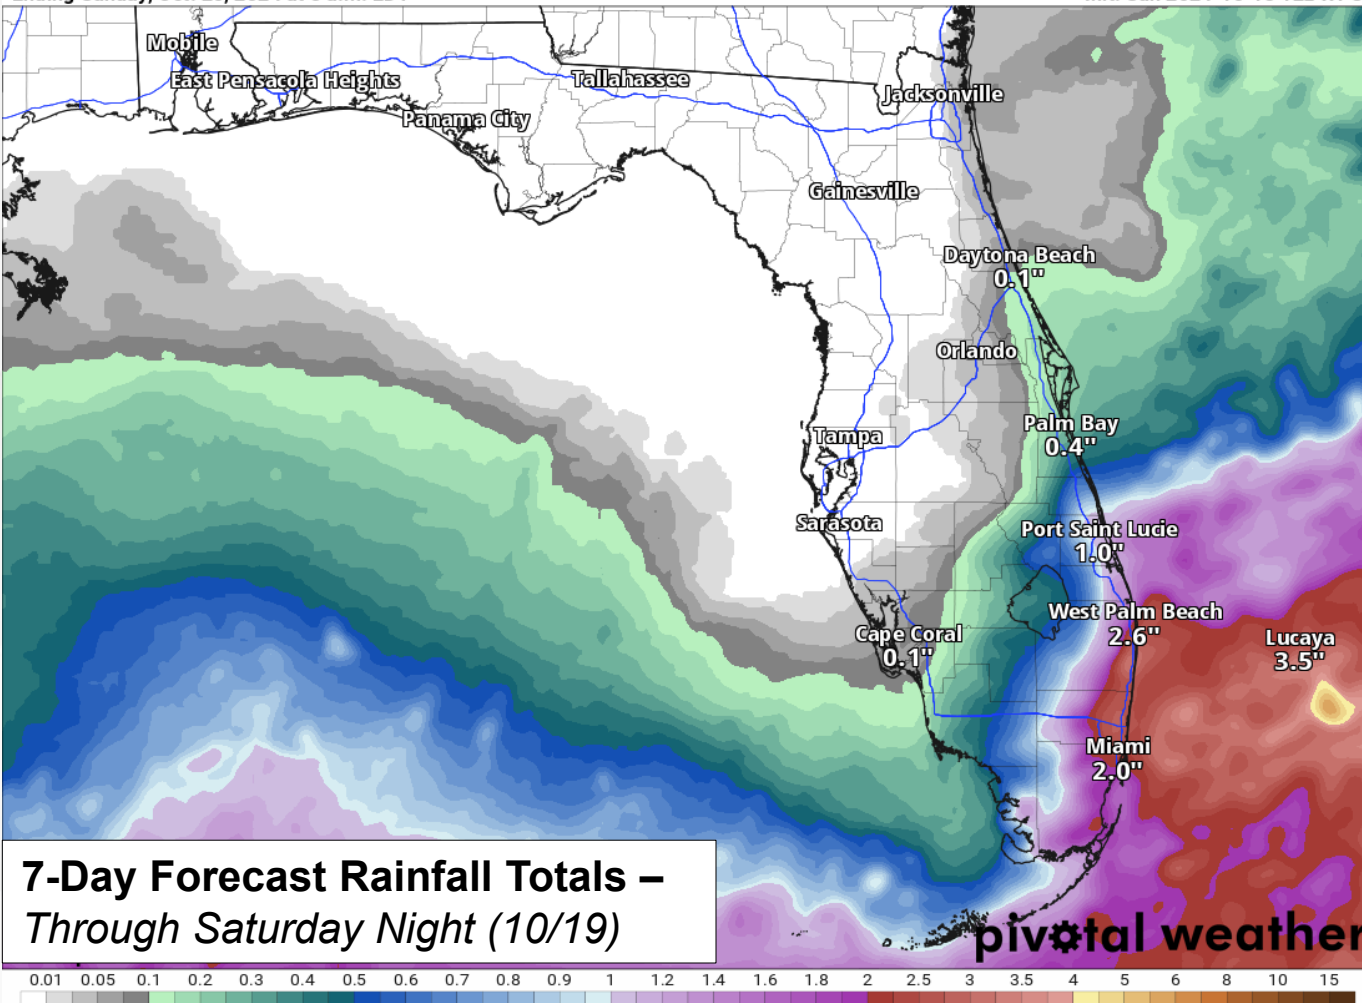 Mobile
East Pensacola Heights
Tallahassee
Jacksonville
Panama City
Gainesville
Daytona Beach
0.1"
Orlando
Palm Bay
0.4"
Tampa
Sarasota
Port Saint Lucie
1.0"
West Palm Beach
2.6"
Cape Coral
0.1"
Lucaya
3.5"
Miami
2.0"
7-Day Forecast Rainfall Totals –
Through Saturday Night (10/19)
pivotal weather
0.01 0.05 0.1 0.2 0.3 0.4 0.5 0.6 0.7 0.8 0.9 1 1.2 1.4 1.6 1.8 2 2.5 3 3.5 4 5 6 8 10 15